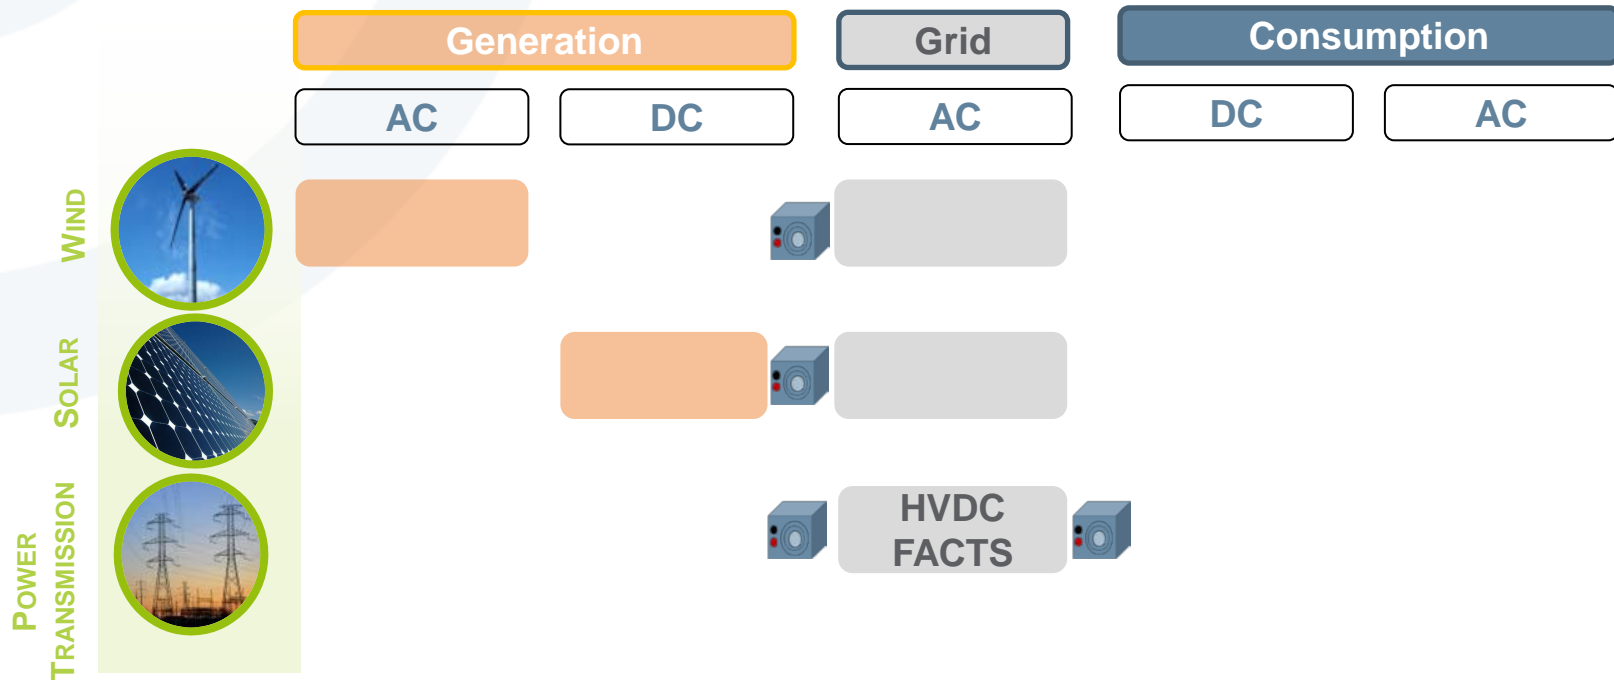 Generation
Grid
Consumption
AC
DC
AC
DC
AC
WIND
SOLAR
POWER
TRANSMISSION
HVDC
FACTS